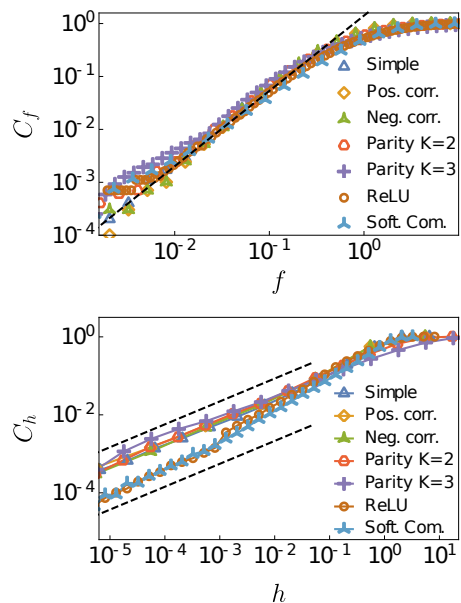 10^0
10^-1
10^-2
10^-3
10^-4
C_f
Simple
Pos. corr.
Neg. corr.
Parity K=2
Parity K=3
ReLU
Soft. Com.
10^-2 10^-1 10^0
f
10^0
10^-2
10^-4
C_h
Simple
Pos. corr.
Neg. corr.
Parity K=2
Parity K=3
ReLU
Soft. Com.
10^-5 10^-4 10^-3 10^-2 10^-1 10^0 10^1
h